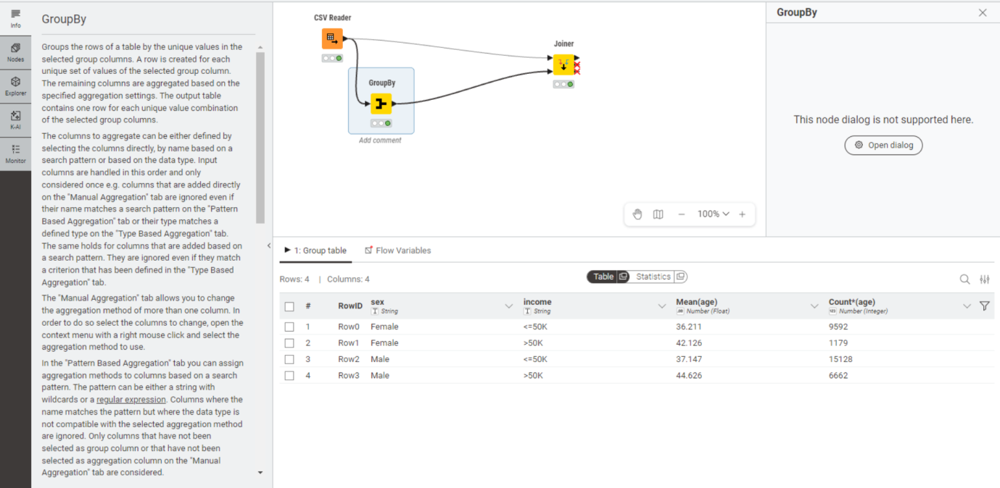 Info
Nodes
Explorer
K-AI
Monitor
GroupBy
Groups the rows of a table by the unique values in the
selected group columns. A row is created for each
unique set of values of the selected group column.
The remaining columns are aggregated based on the
specified aggregation settings. The output table
contains one row for each unique value combination
of the selected group columns.
The columns to aggregate can be either defined by
selecting the columns directly, by name based on a
search pattern or based on the data type. Input
columns are handled in this order and only
considered once e.g. columns that are added directly
on the "Manual Aggregation" tab are ignored even if
their name matches a search pattern on the "Pattern
Based Aggregation" tab or their type matches a
defined type on the "Type Based Aggregation" tab.
The same holds for columns that are added based on
a search pattern. They are ignored even if they match
a criterion that has been defined in the "Type Based
Aggregation" tab.
The "Manual Aggregation" tab allows you to change
the aggregation method of more than one column. In
order to do so select the columns to change, open the
context menu with a right mouse click and select the
aggregation method to use.
In the "Pattern Based Aggregation" tab you can assign
aggregation methods to columns based on a search
pattern. The pattern can be either a string with
wildcards or a regular expression. Columns where the
name matches the pattern but where the data type is
not compatible with the selected aggregation method
are ignored. Only columns that have not been
selected as group column or that have not been
selected as aggregation column on the "Manual
Aggregation" tab are considered.
CSV Reader
Joiner
GroupBy
Add comment
100%
GroupBy
This node dialog is not supported here.
Open dialog
1: Group table Flow Variables
Rows: 4 | Columns: 4 Table Statistics
# RowID sex income Mean(age) Count*(age)
String String Number (Float) Number (Integer)
1 Row0 Female <=50K 36.211 9592
2 Row1 Female >50K 42.126 1179
3 Row2 Male <=50K 37.147 15128
4 Row3 Male >50K 44.626 6662